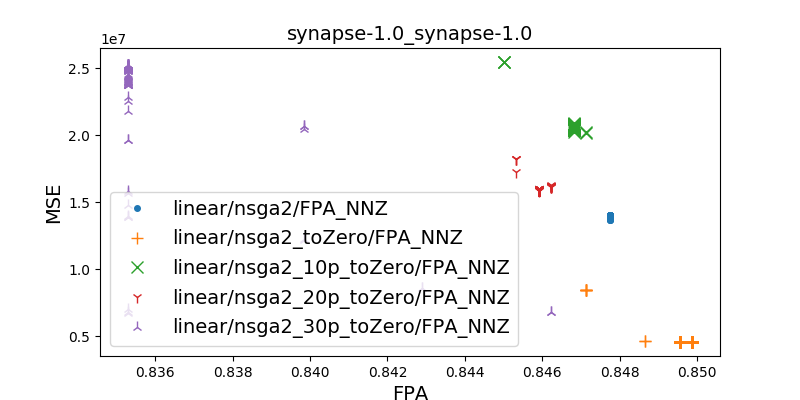 synapse-1.0_synapse-1.0
1e7
2.5
2.0
1.5
1.0
0.5
MSE
linear/nsga2/FPA_NNZ
linear/nsga2_toZero/FPA_NNZ
linear/nsga2_10p_toZero/FPA_NNZ
linear/nsga2_20p_toZero/FPA_NNZ
linear/nsga2_30p_toZero/FPA_NNZ
0.836 0.838 0.840 0.842 0.844 0.846 0.848 0.850
FPA